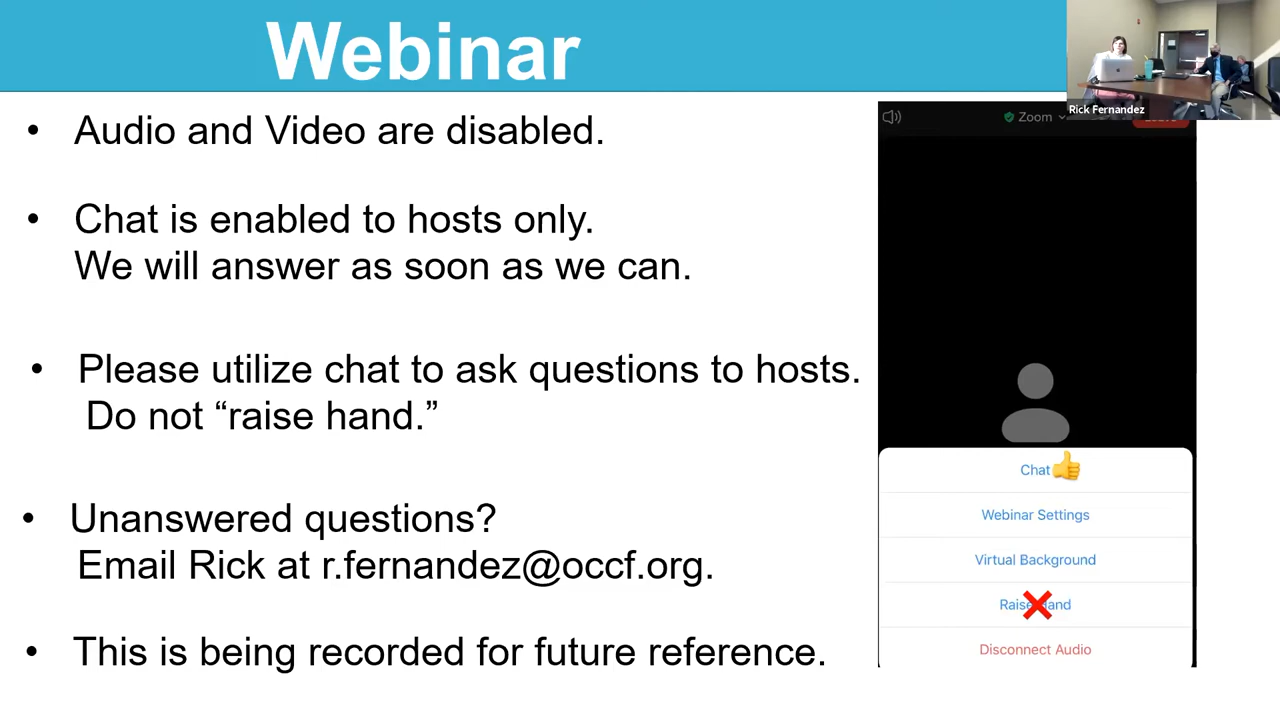 Webinar
Rick Fernandez
• Audio and Video are disabled.
• Chat is enabled to hosts only.
We will answer as soon as we can.
• Please utilize chat to ask questions to hosts.
Do not “raise hand.”
• Unanswered questions?
Email Rick at r.fernandez@occf.org.
• This is being recorded for future reference.
Zoom
Chat
Webinar Settings
Virtual Background
Raise Hand
Disconnect Audio